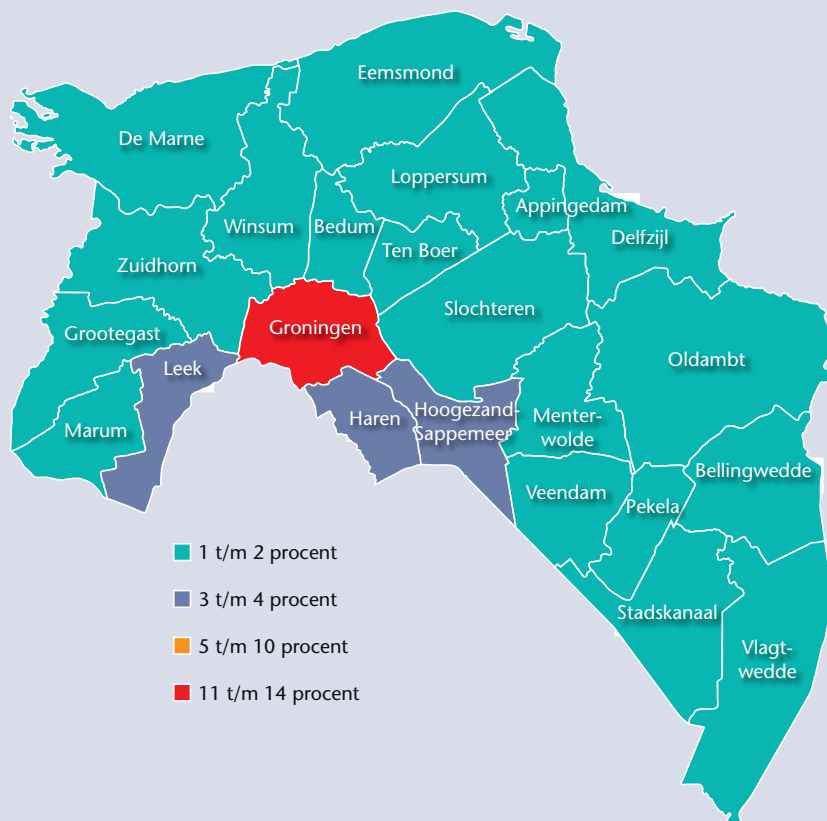 Eemsmond
De Marne
Loppersum
Appingedam
Winsum
Bedum
Delfzijl
Ten Boer
Zuidhorn
Slochteren
Groningen
Grootegast
Oldambt
Leek
Haren
Hoogezand-
Sappemeer
Menter-
wolde
Marum
Bellingwedde
Veendam
Pekela
Stadskanaal
Vlagt-
wedde
1 t/m 2 procent
3 t/m 4 procent
5 t/m 10 procent
11 t/m 14 procent